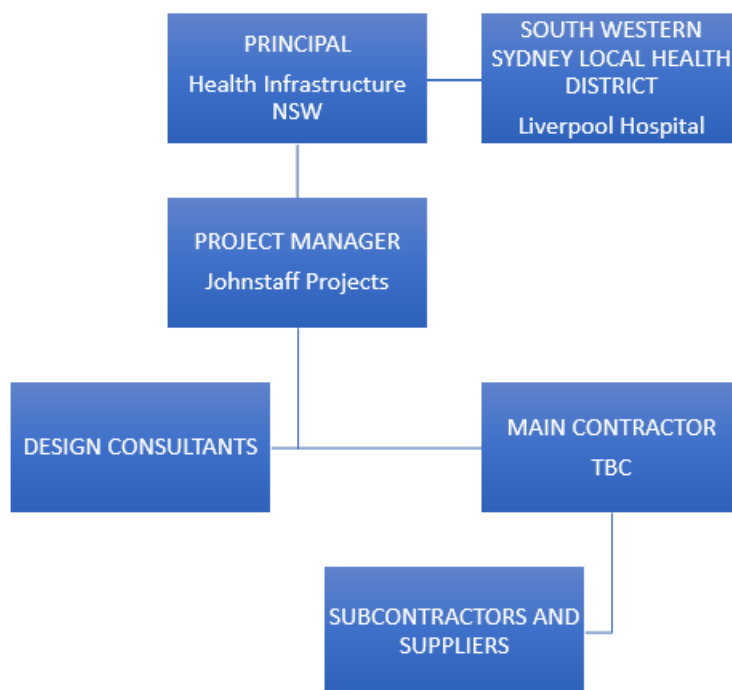 PRINCIPAL
Health Infrastructure
NSW
SOUTH WESTERN
SYDNEY LOCAL HEALTH
DISTRICT
Liverpool Hospital
PROJECT MANAGER
Johnstaff Projects
DESIGN CONSULTANTS
MAIN CONTRACTOR
TBC
SUBCONTRACTORS AND
SUPPLIERS